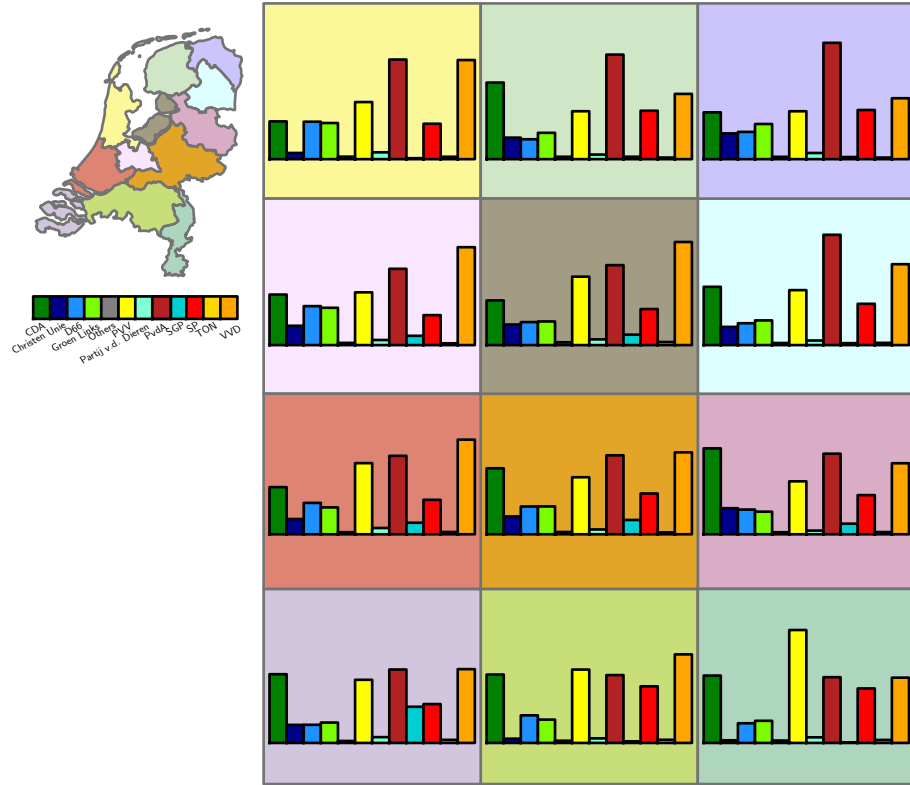 CDA
Christen Unie
D66
Groen Links
Others
PVV
Partij v.d. Dieren
PvdA
SGP
SP
TON
VVD